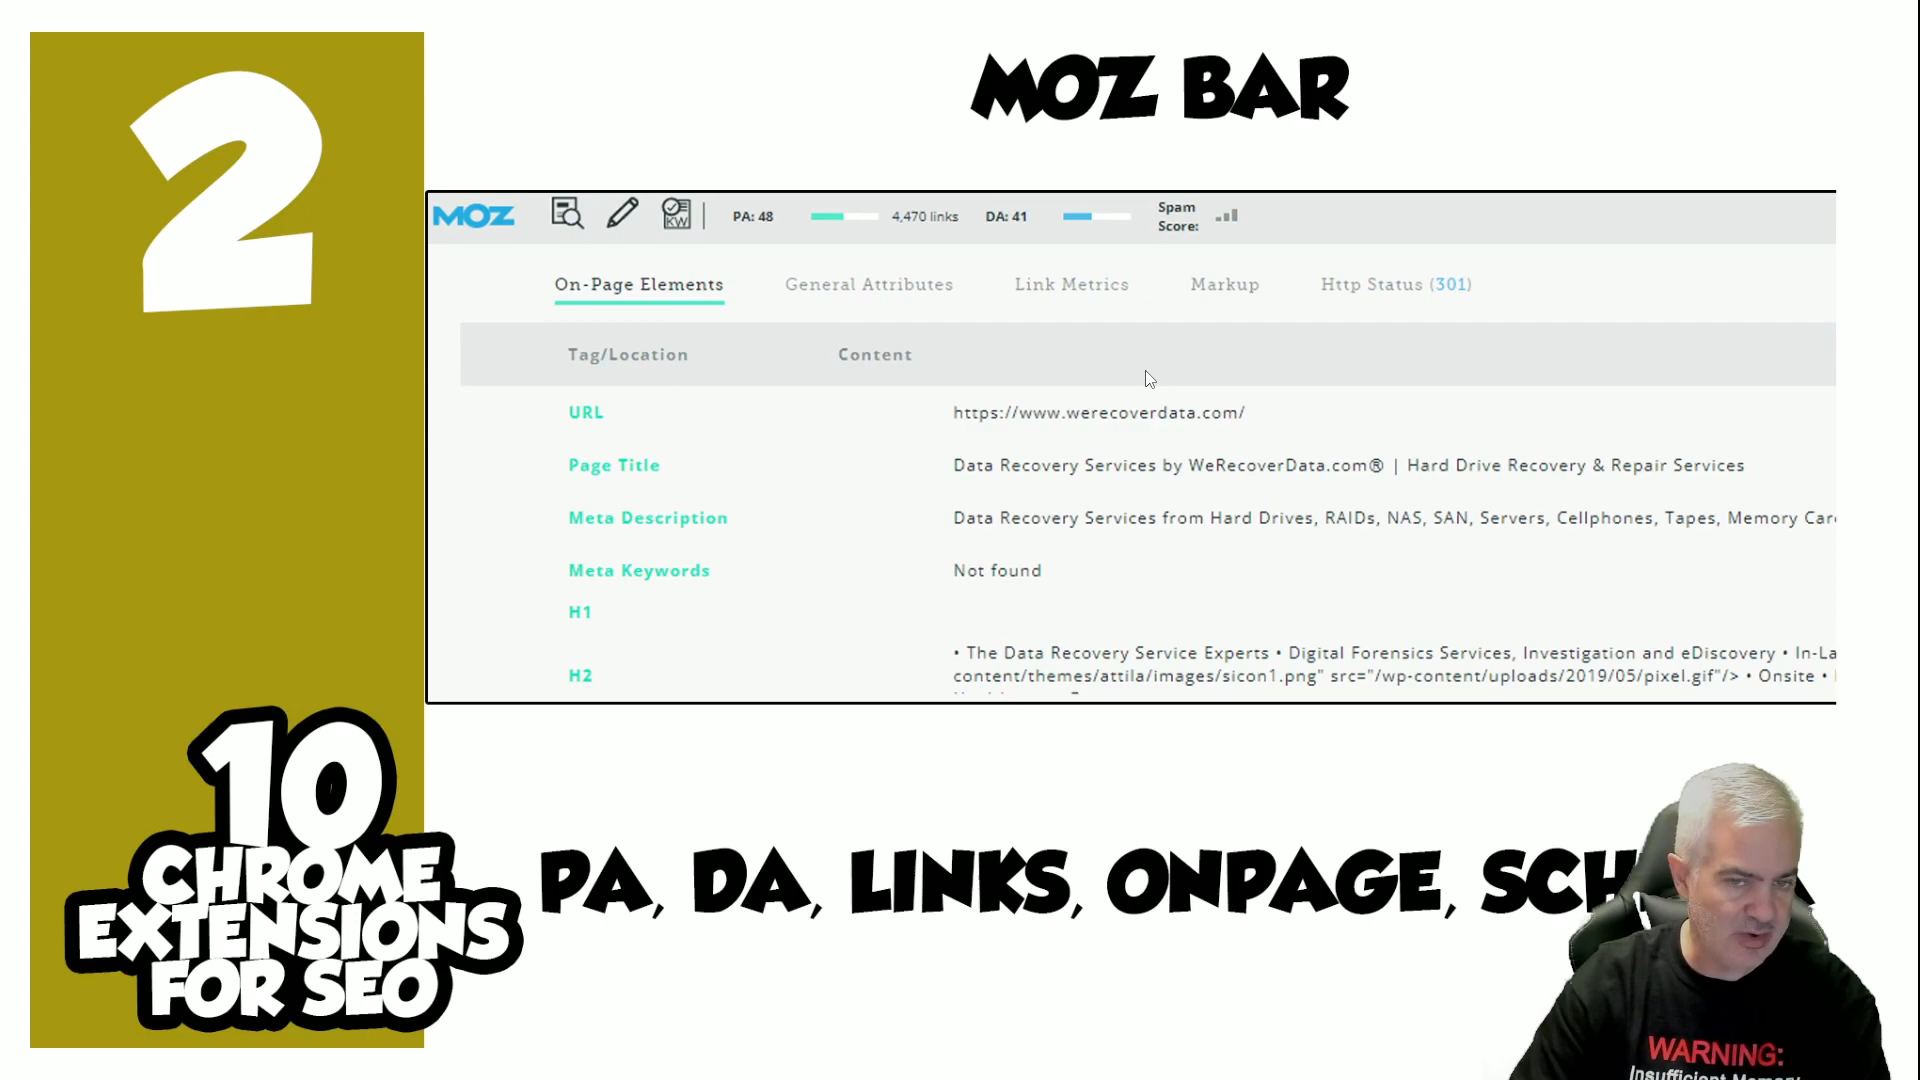 2
MOZ BAR
MOZ KW PA: 48 4,470 links DA: 41 Spam Score:
On-Page Elements General Attributes Link Metrics Markup Http Status (301)
Tag/Location Content
URL https://www.werecoverdata.com/
Page Title Data Recovery Services by WeRecoverData.com® | Hard Drive Recovery & Repair Services
Meta Description Data Recovery Services from Hard Drives, RAIDs, NAS, SAN, Servers, Cellphones, Tapes, Memory
Meta Keywords Not found
H1
• The Data Recovery Service Experts • Digital Forensics Services, Investigation and eDiscovery •
H2 content/themes/attila/images/sicon1.png" src="/wp-content/uploads/2019/05/pixel.gif"/> • Onsite •
10
CHROME
EXTENSIONS
FOR SEO
PA, DA, LINKS, ONPAGE,
WARNING:
Insufficient Memory